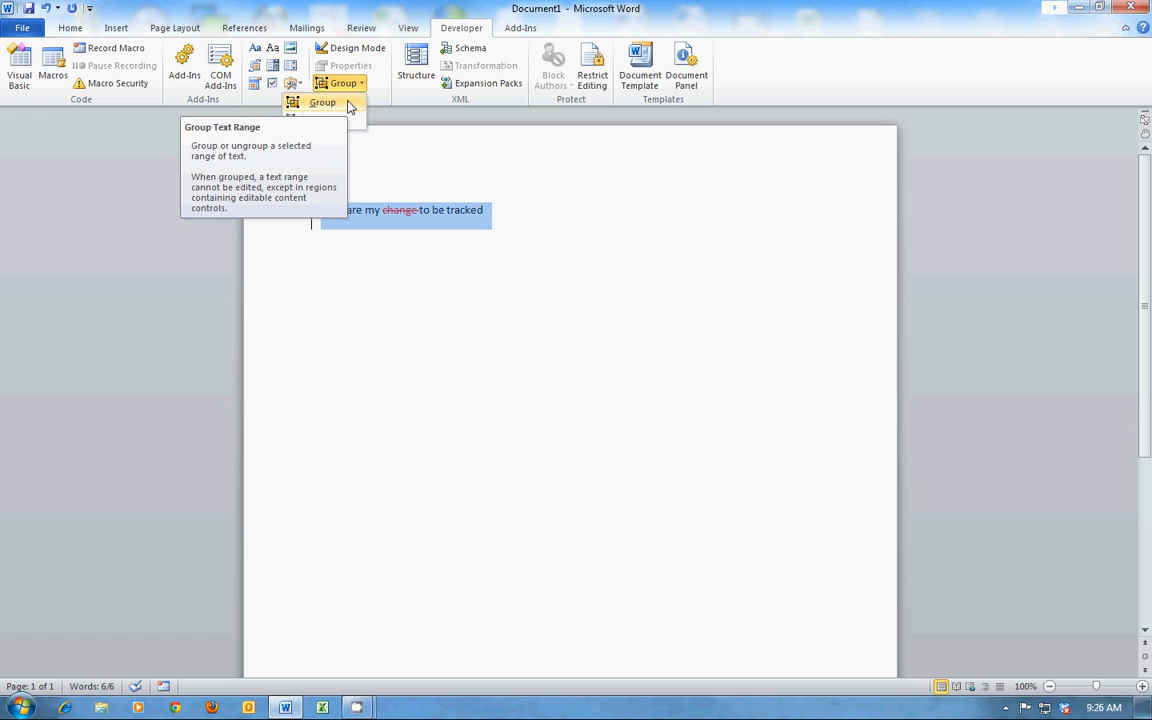 Document1 - Microsoft Word
File Home Insert Page Layout References Mailings Review View Developer Add-Ins
Visual Basic
Macros
Record Macro
Pause Recording
Macro Security
Code
Add-Ins
COM Add-Ins
Add-Ins
Aa Aa
Design Mode
Properties
Group
Structure
Schema
Transformation
Expansion Packs
XML
Block Authors
Restrict Editing
Protect
Document Template
Document Panel
Templates
Group
Group Text Range
Group or ungroup a selected
range of text.
When grouped, a text range
cannot be edited, except in regions
containing editable content
controls.
are my change to be tracked
Page: 1 of 1 Words: 6/6 100%
9:26 AM